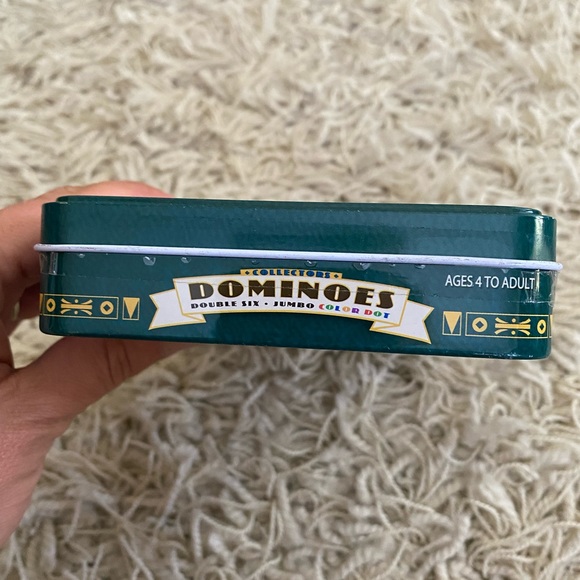 COLLECTORS
DOMINOES
DOUBLE SIX · JUMBO COLOR DOT
AGES 4 TO ADULT